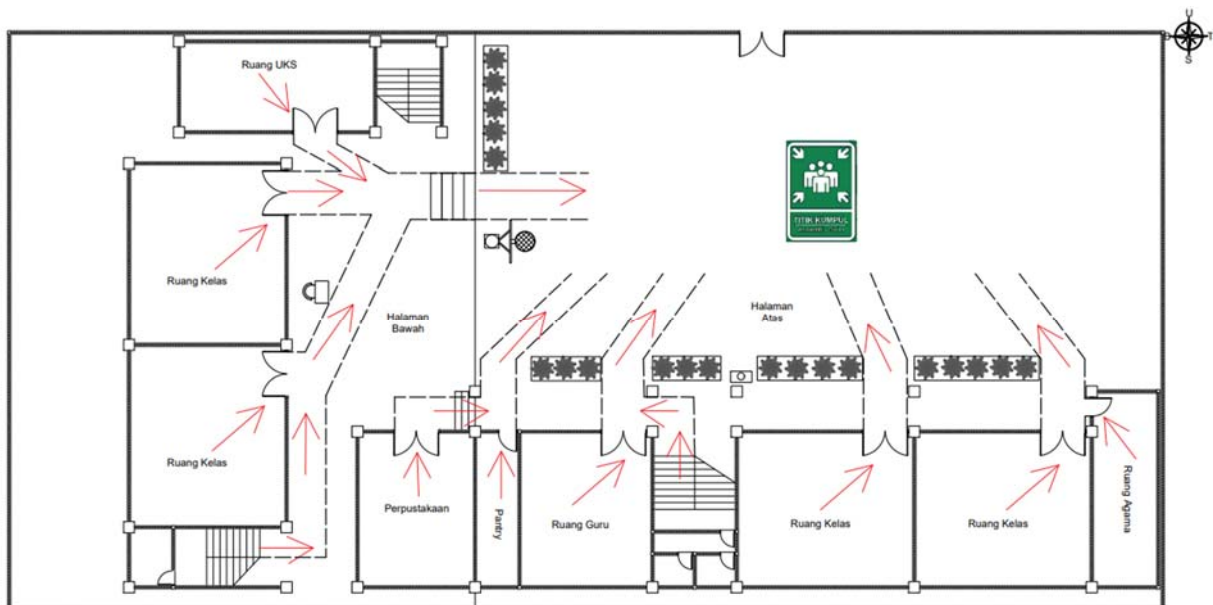 U
T
S
Ruang UKS
TITIK KUMPUL
Ruang Kelas
Halaman
Bawah
Halaman
Atas
Ruang Kelas
Perpustakaan
Pantry
Ruang Guru
Ruang Kelas
Ruang Kelas
Ruang Agama